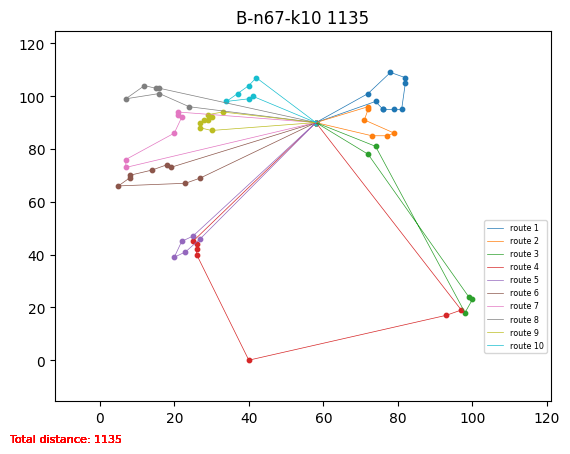 B-n67-k10 1135
120
100
80
60
40
20
0
route 1
route 2
route 3
route 4
route 5
route 6
route 7
route 8
route 9
route 10
0 20 40 60 80 100 120
Total distance: 1135